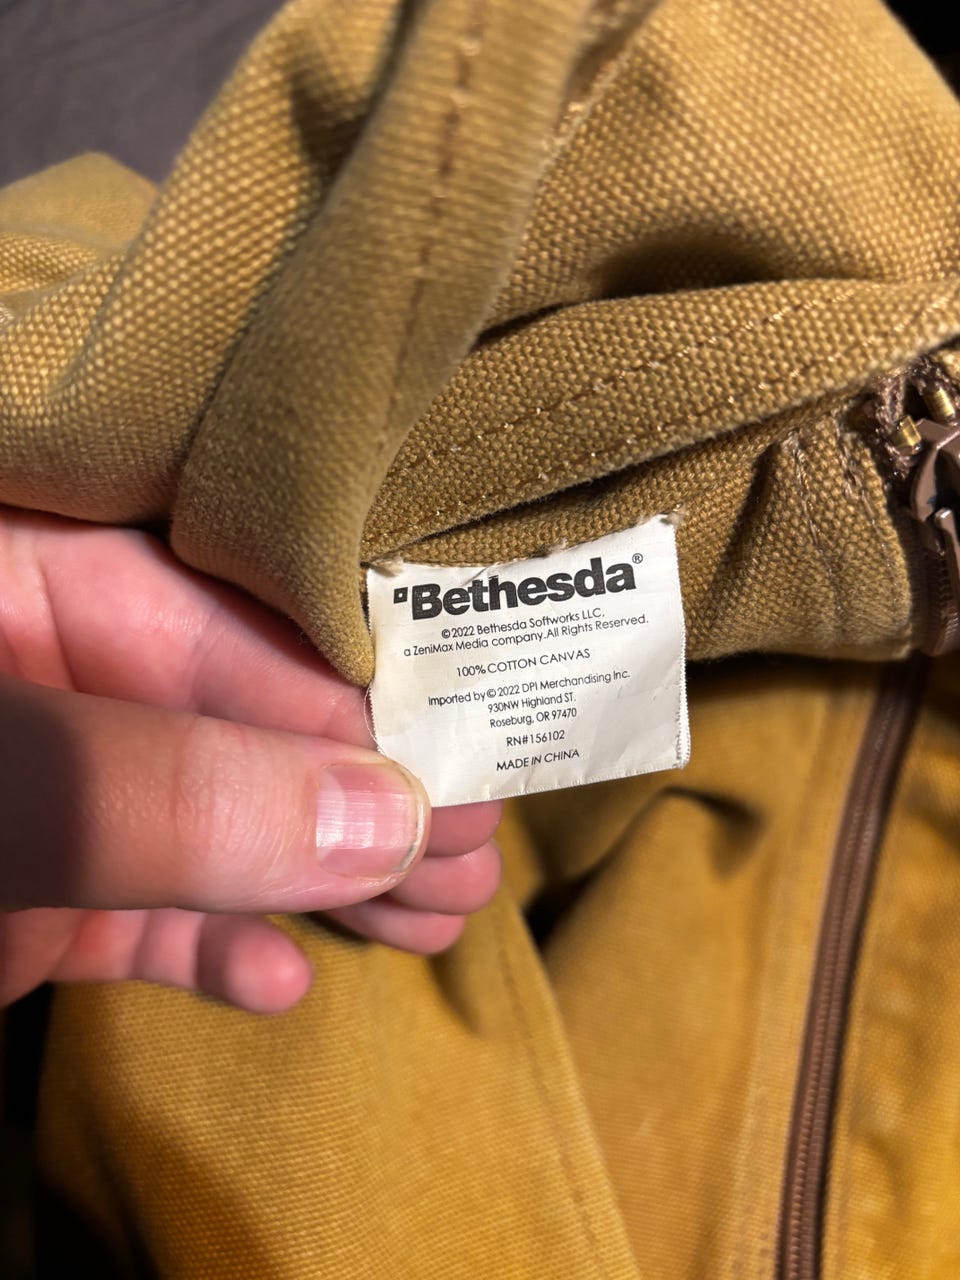 Bethesda®
©2022 Bethesda Softworks LLC,
a ZeniMax Media company.All Rights Reserved.
100% COTTON CANVAS
Imported by © 2022 DPI Merchandising Inc.
930NW Highland ST.
Roseburg, OR 97470
RN#156102
MADE IN CHINA